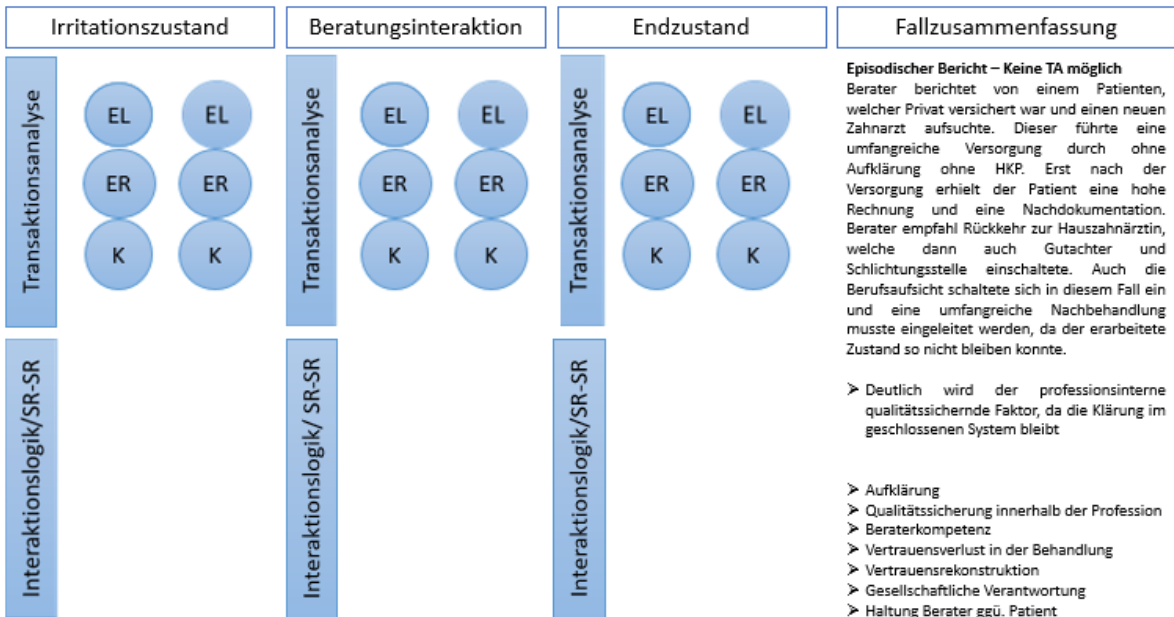 Irritationszustand
Beratungsinteraktion
Endzustand
Fallzusammenfassung
Transaktionsanalyse
EL EL
ER ER
K K
Interaktionslogik/SR-SR
Transaktionsanalyse
EL EL
ER ER
K K
Interaktionslogik/ SR-SR
Transaktionsanalyse
EL EL
ER ER
K K
Interaktionslogik/SR-SR
Episodischer Bericht – Keine TA möglich
Berater berichtet von einem Patienten,
welcher Privat versichert war und einen neuen
Zahnarzt aufsuchte. Dieser führte eine
umfangreiche Versorgung durch ohne
Aufklärung ohne HKP. Erst nach der
Versorgung erhielt der Patient eine hohe
Rechnung und eine Nachdokumentation.
Berater empfahl Rückkehr zur Hauszahnärztin,
welche dann auch Gutachter und
Schlichtungsstelle einschaltete. Auch die
Berufsaufsicht schaltete sich in diesem Fall ein
und eine umfangreiche Nachbehandlung
musste eingeleitet werden, da der erarbeitete
Zustand so nicht bleiben konnte.
➢ Deutlich wird der professionsinterne
qualitätssichernde Faktor, da die Klärung im
geschlossenen System bleibt
➢ Aufklärung
➢ Qualitätssicherung innerhalb der Profession
➢ Beraterkompetenz
➢ Vertrauensverlust in der Behandlung
➢ Vertrauensrekonstruktion
➢ Gesellschaftliche Verantwortung
➢ Haltung Berater ggü. Patient